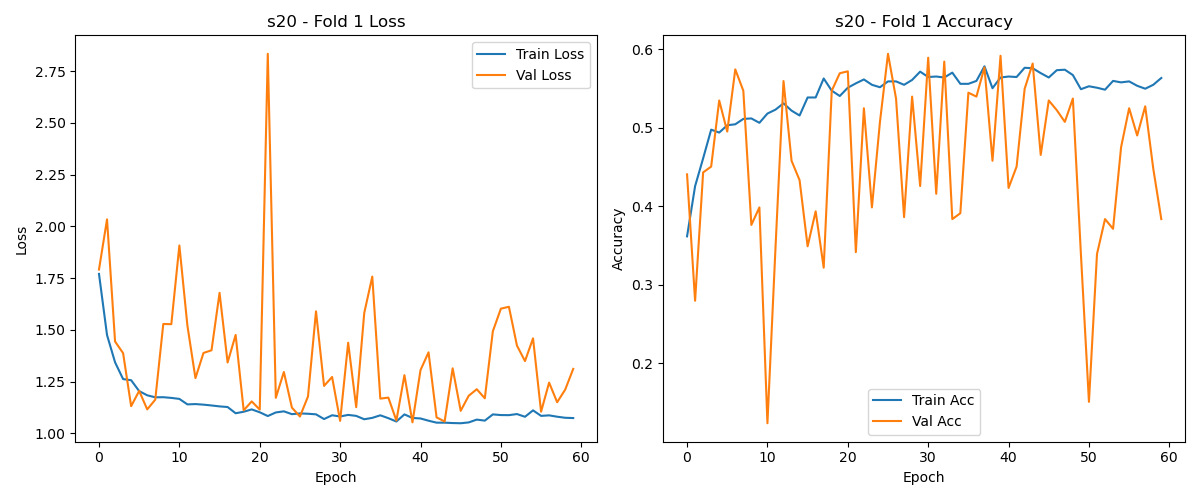 s20 - Fold 1 Loss
Train Loss
Val Loss
2.75
2.50
2.25
2.00
1.75
1.50
1.25
1.00
Loss
0 10 20 30 40 50 60
Epoch
s20 - Fold 1 Accuracy
0.6
0.5
0.4
0.3
0.2
Accuracy
Train Acc
Val Acc
0 10 20 30 40 50 60
Epoch